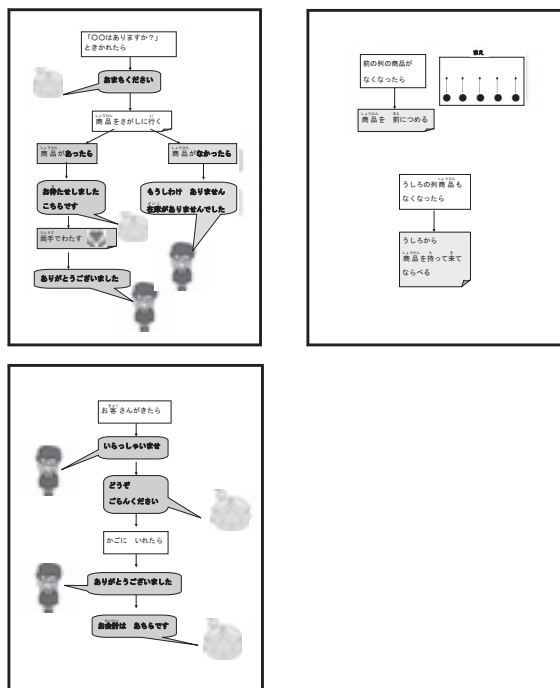 「〇〇はありますか?」
ときかれたら
おまちください
商品をさがしに行く
商品があったら
商品がなかったら
お待たせしました
こちらです
もうしわけ ありません
在庫がありませんでした
両手でわたす
ありがとうございました
前の列の商品が
なくなったら
商品を 前につめる
まえ
うしろの列商品も
なくなったら
うしろから
商品を持って来て
ならべる
お客さんがきたら
いらっしゃいませ
どうぞ
ごらんください
かごに いれたら
ありがとうございました
お会計は あちらです